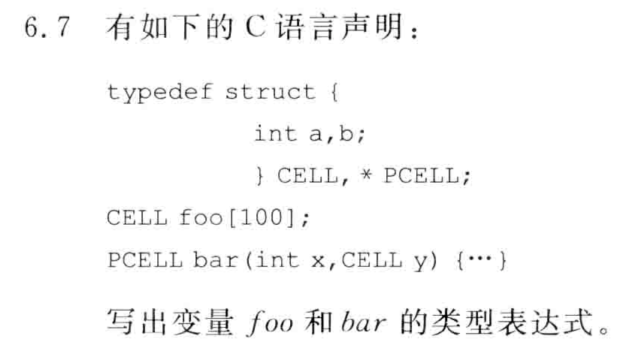 6.7 有如下的 C 语言声明：
typedef struct {
int a,b;
} CELL, * PCELL;
CELL foo[100];
PCELL bar(int x,CELL y) {…}
写出变量 foo 和 bar 的类型表达式。